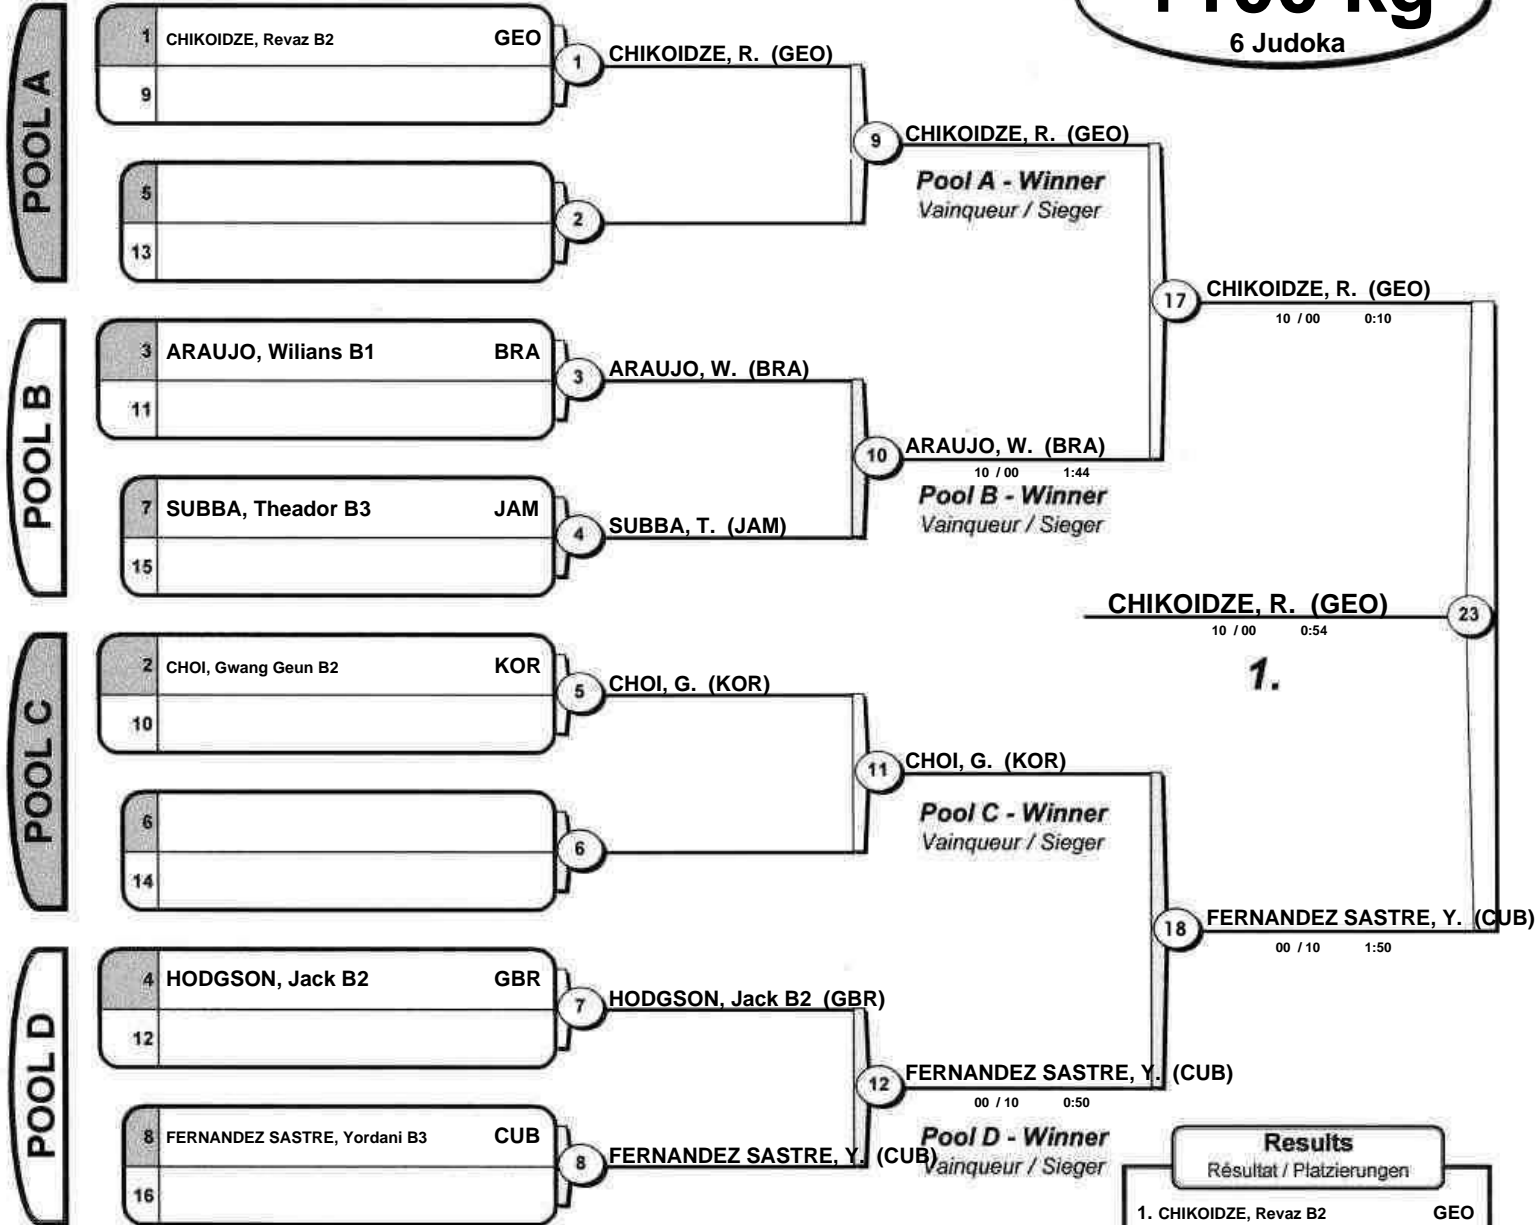 6 Judoka
POOL A
1 CHIKOIDZE, Revaz B2 GEO
9
1 CHIKOIDZE, R. (GEO)
5
13
2
9 CHIKOIDZE, R. (GEO)
Pool A - Winner
Vainqueur / Sieger
POOL B
3 ARAUJO, Wilians B1 BRA
11
3 ARAUJO, W. (BRA)
7 SUBBA, Theador B3 JAM
15
4 SUBBA, T. (JAM)
10 ARAUJO, W. (BRA)
10 / 00 1:44
Pool B - Winner
Vainqueur / Sieger
17 CHIKOIDZE, R. (GEO)
10 / 00 0:10
POOL C
2 CHOI, Gwang Geun B2 KOR
10
5 CHOI, G. (KOR)
6
14
6
11 CHOI, G. (KOR)
Pool C - Winner
Vainqueur / Sieger
POOL D
4 HODGSON, Jack B2 GBR
12
7 HODGSON, Jack B2 (GBR)
8 FERNANDEZ SASTRE, Yordani B3 CUB
16
8 FERNANDEZ SASTRE, Y. (CUB)
12 FERNANDEZ SASTRE, Y. (CUB)
00 / 10 0:50
Pool D - Winner
Vainqueur / Sieger
18 FERNANDEZ SASTRE, Y. (CUB)
00 / 10 1:50
CHIKOIDZE, R. (GEO) 23
10 / 00 0:54
1.
Results
Résultat / Platzierungen
1. CHIKOIDZE, Revaz B2 GEO